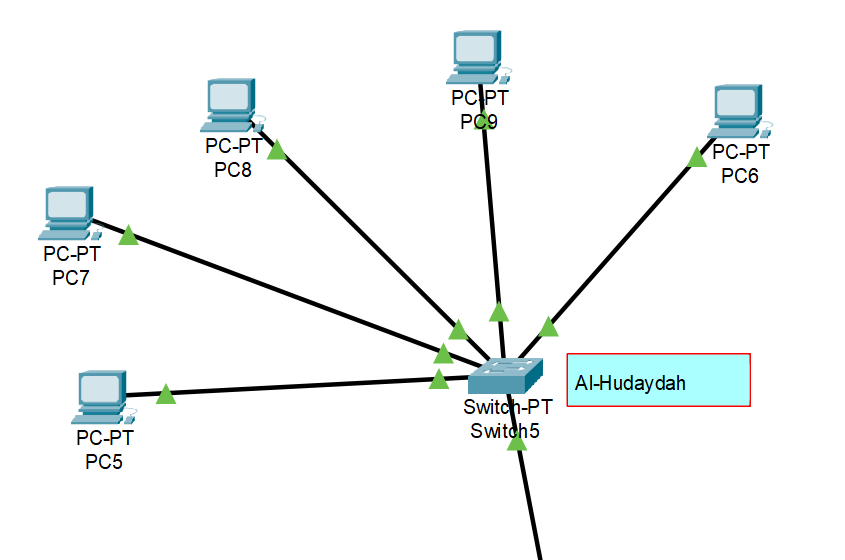 PC-PT
PC9
PC-PT
PC8
PC-PT
PC6
PC-PT
PC7
Al-Hudaydah
Switch-PT
Switch5
PC-PT
PC5